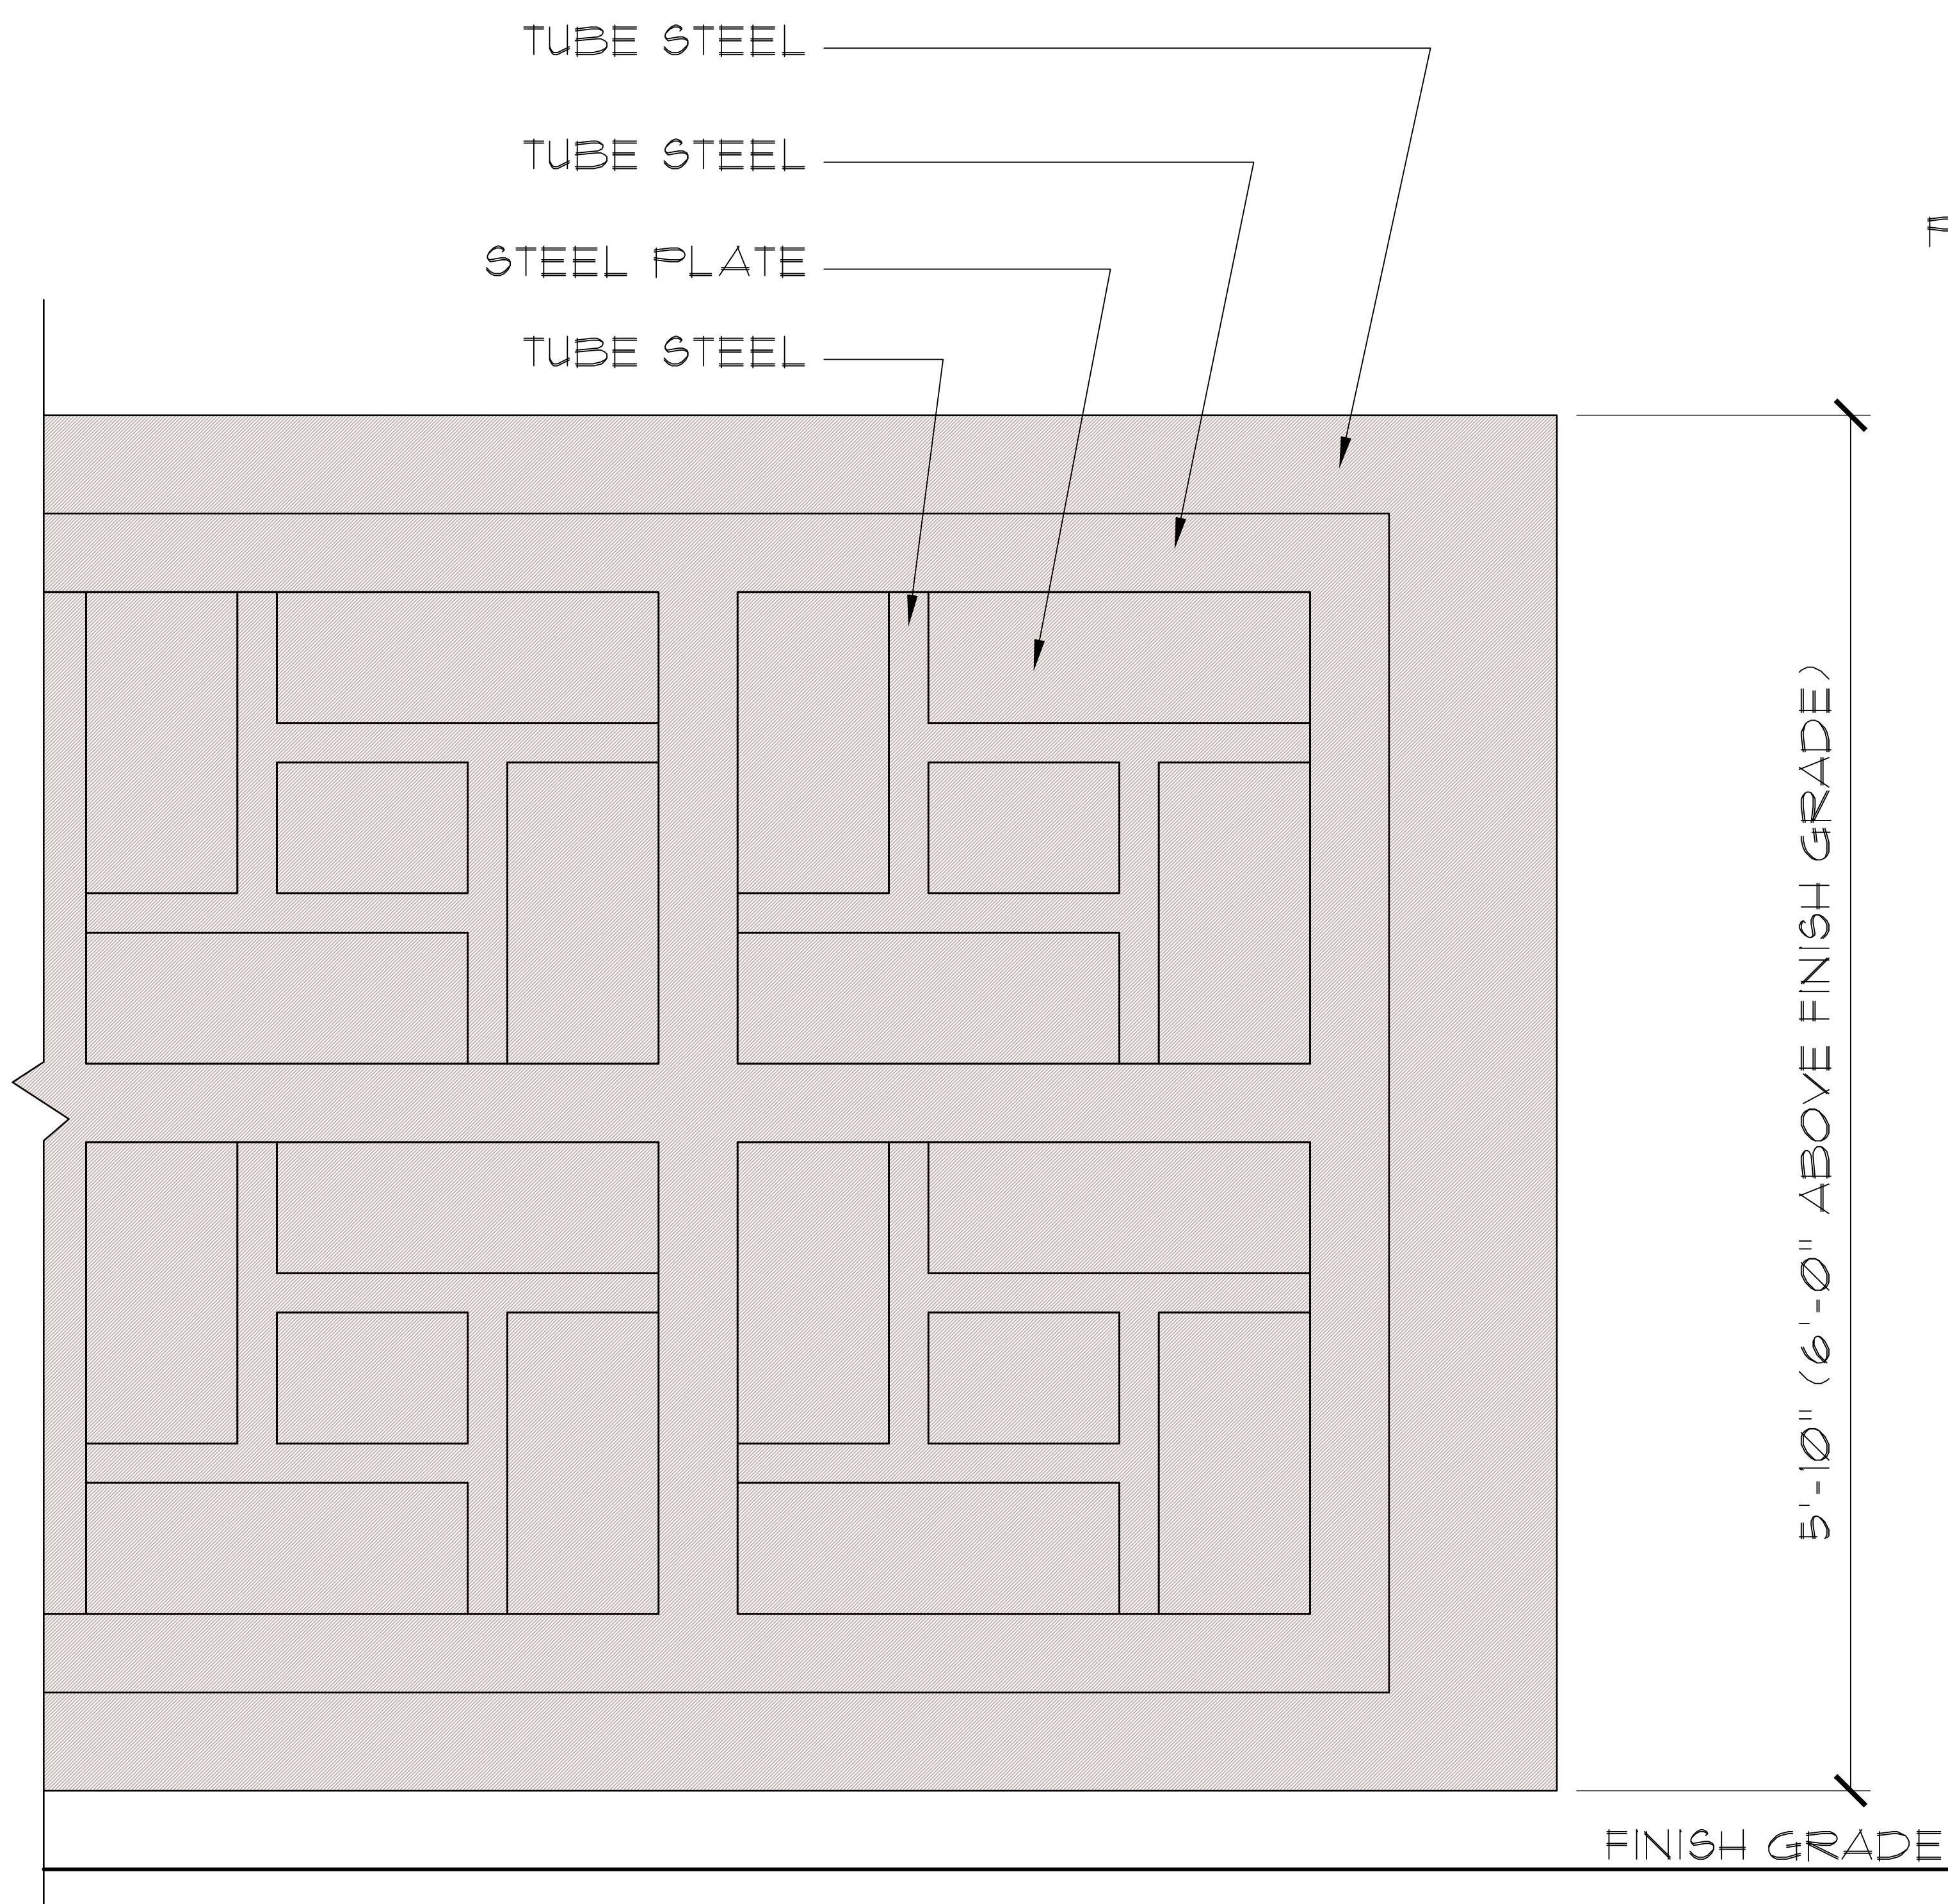 TUBE STEEL
TUBE STEEL
STEEL PLATE
TUBE STEEL
5'-10" (6'-0" ABOVE FINISH GRADE)
FINISH GRADE